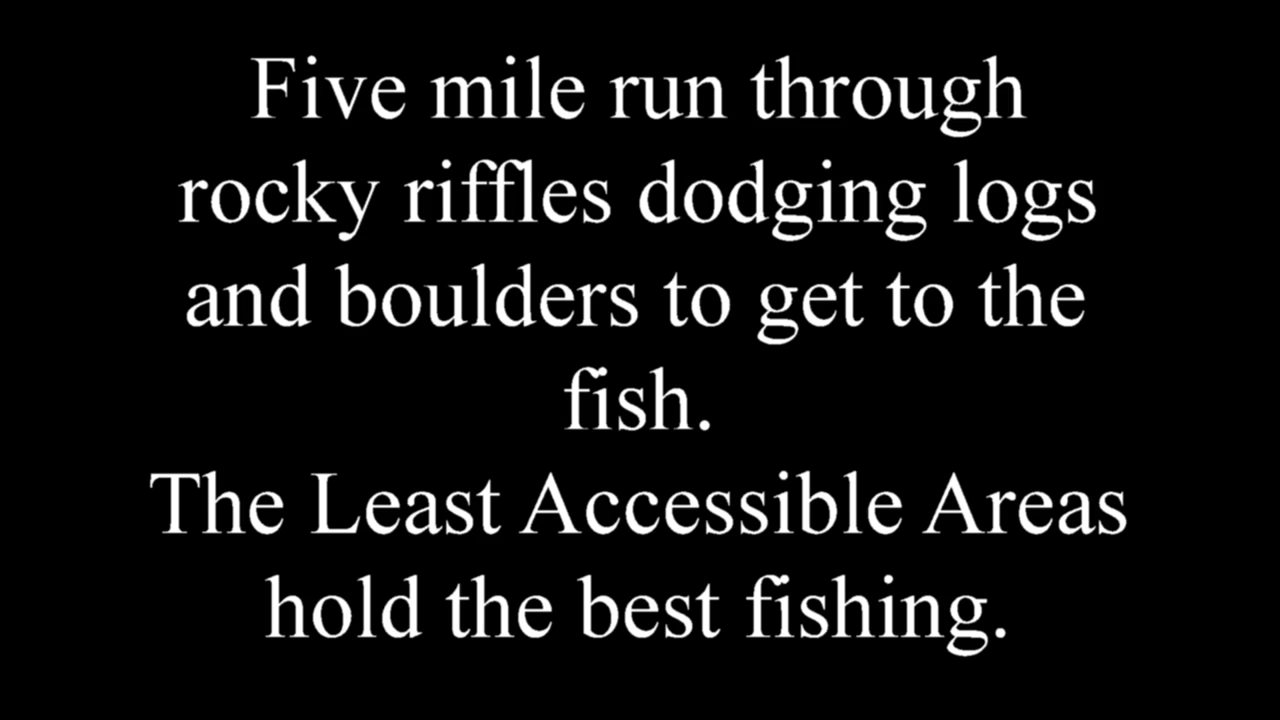 Five mile run through
rocky riffles dodging logs
and boulders to get to the
fish.
The Least Accessible Areas
hold the best fishing.